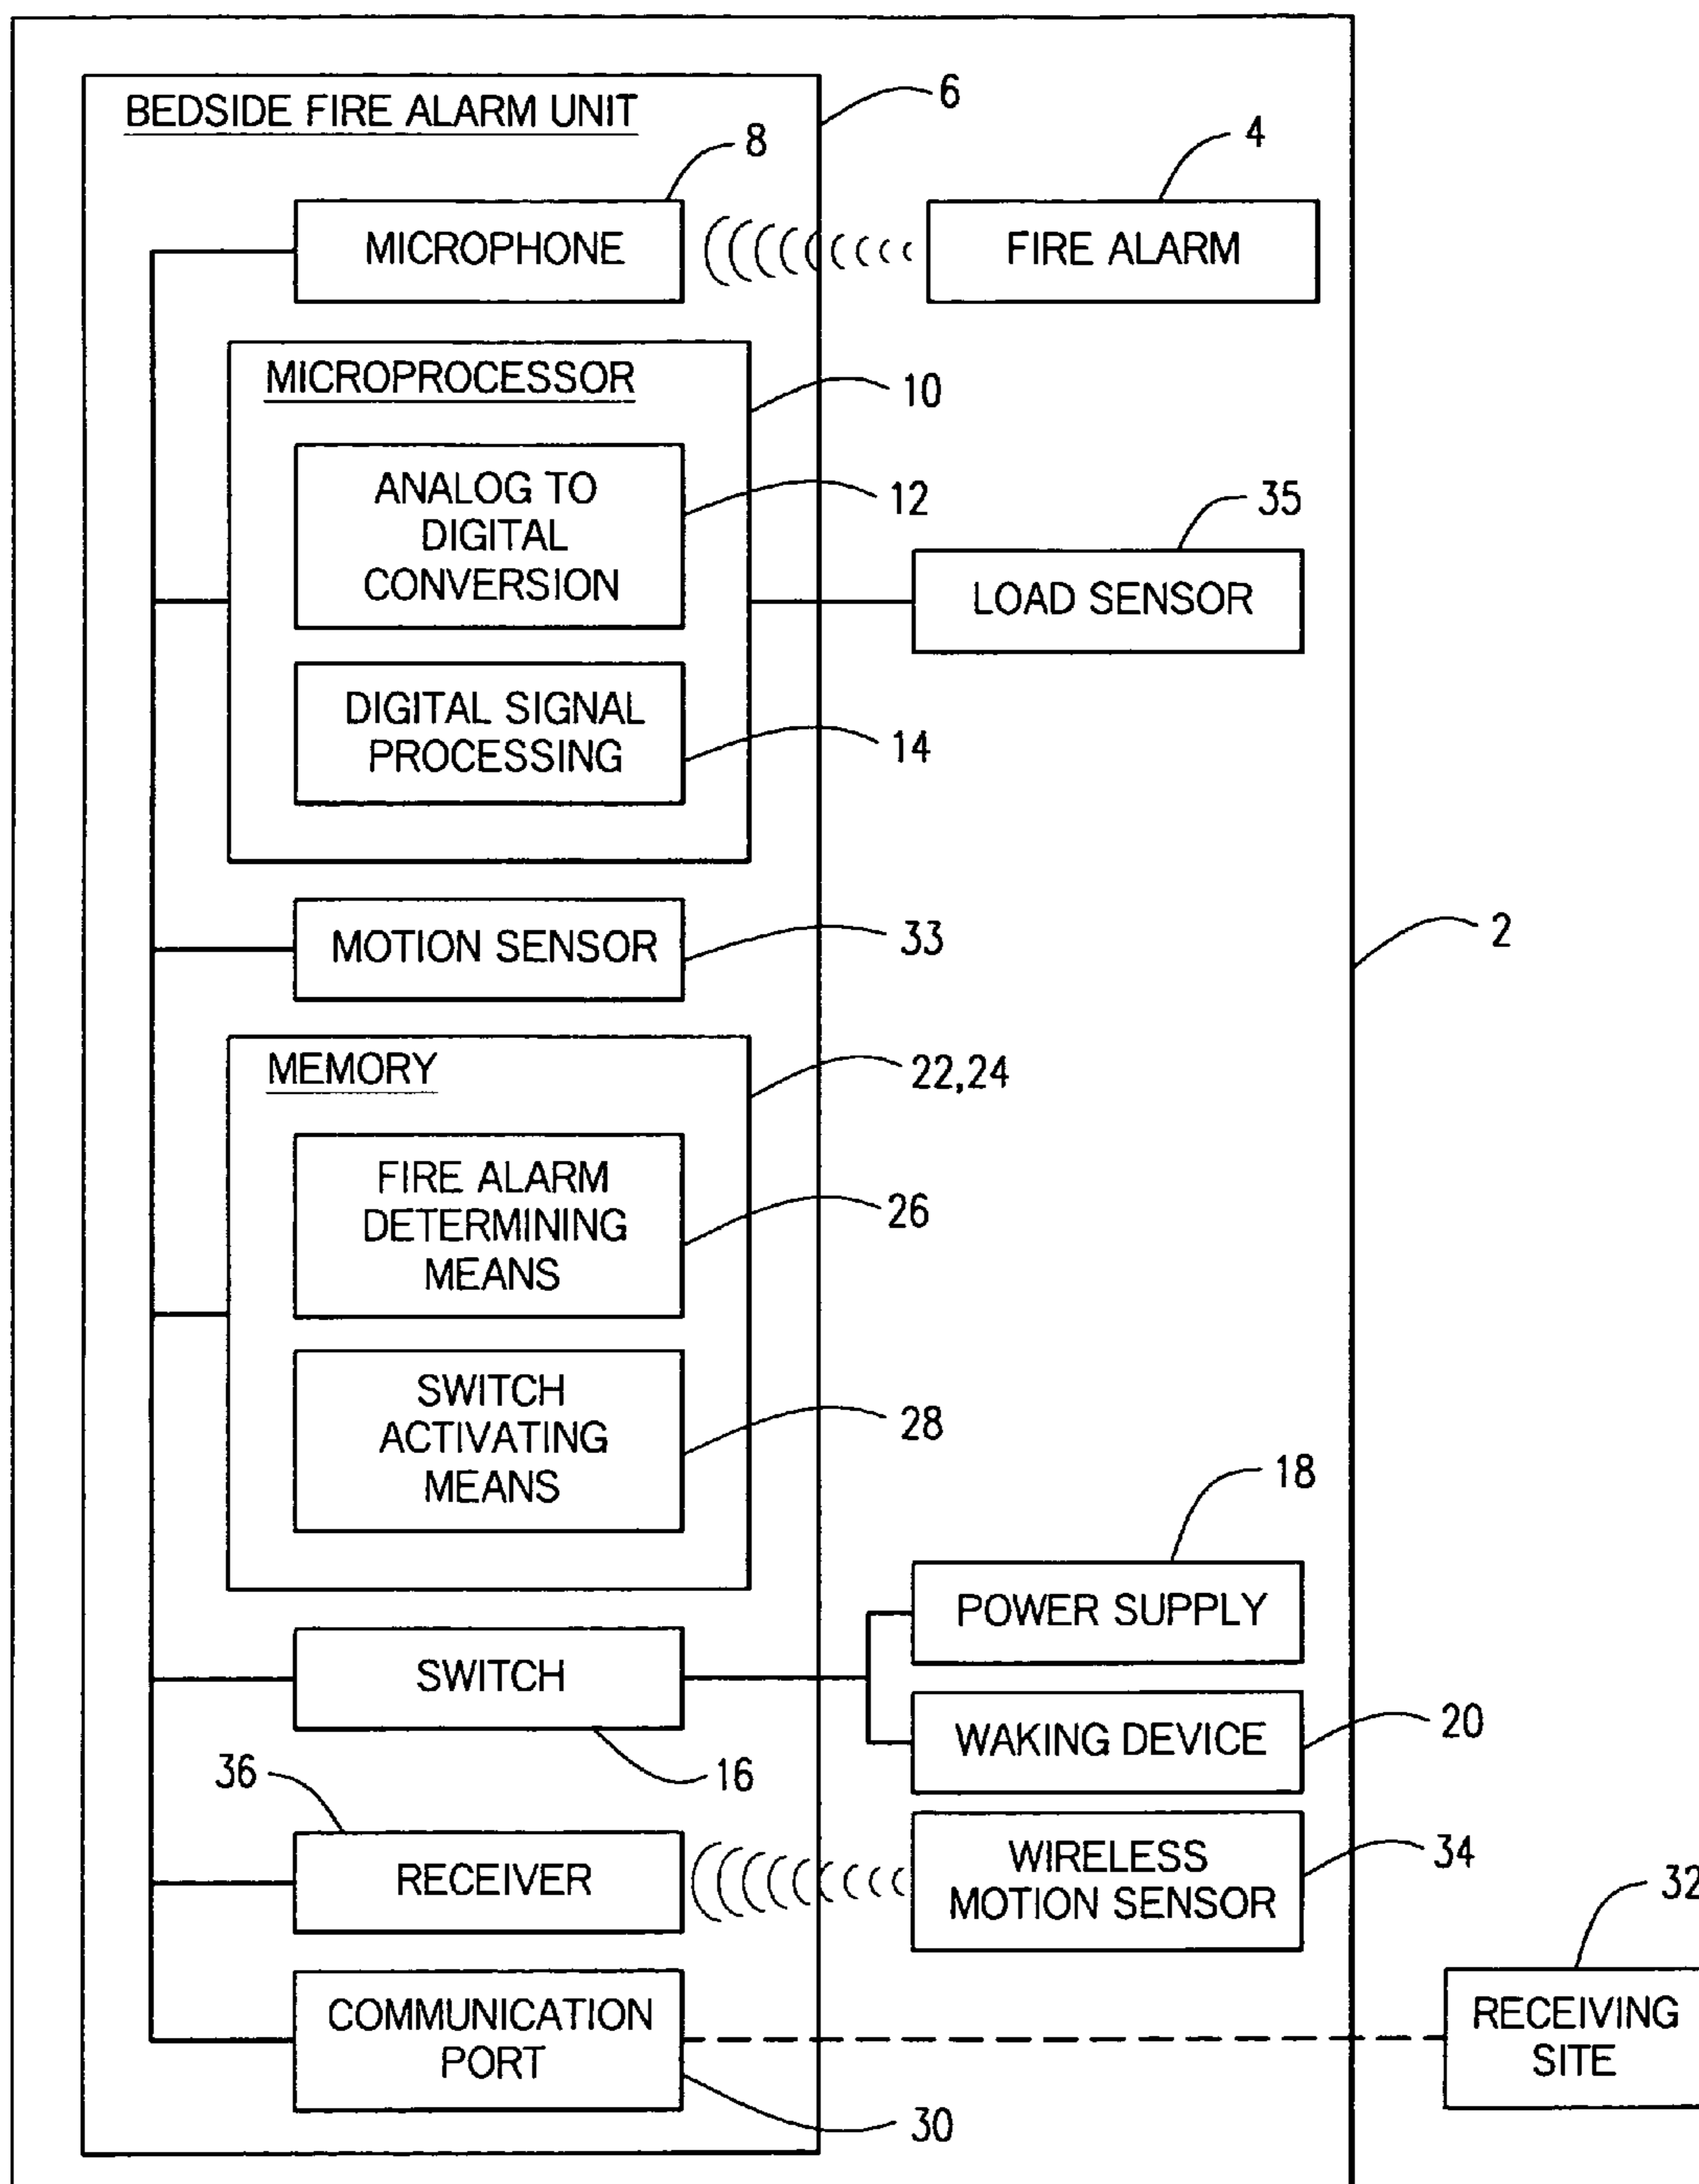 BEDSIDE FIRE ALARM UNIT
6
8
4
MICROPHONE
FIRE ALARM
MICROPROCESSOR
10
ANALOG TO
DIGITAL
CONVERSION
12
35
LOAD SENSOR
DIGITAL SIGNAL
PROCESSING
14
MOTION SENSOR
33
2
MEMORY
22,24
FIRE ALARM
DETERMINING
MEANS
26
SWITCH
ACTIVATING
MEANS
28
18
POWER SUPPLY
SWITCH
16
WAKING DEVICE
20
36
RECEIVER
WIRELESS
MOTION SENSOR
34
32
COMMUNICATION
PORT
30
RECEIVING
SITE